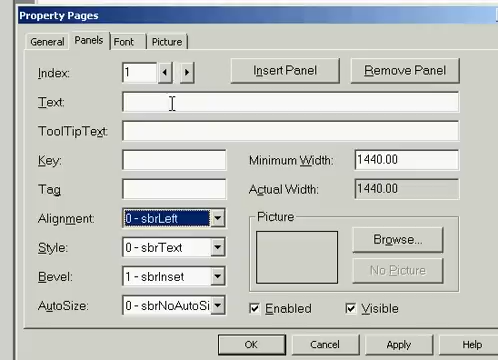 Property Pages
General Panels Font Picture
Index: 1 Insert Panel Remove Panel
Text:
ToolTipText:
Key: Minimum Width: 1440.00
Tag Actual Width: 1440.00
Alignment: 0 - sbrLeft Picture
Style: 0 - sbrText Browse...
Bevel: 1 - sbrInset No Picture
AutoSize: 0 - sbrNoAutoSi Enabled Visible
OK Cancel Apply Help